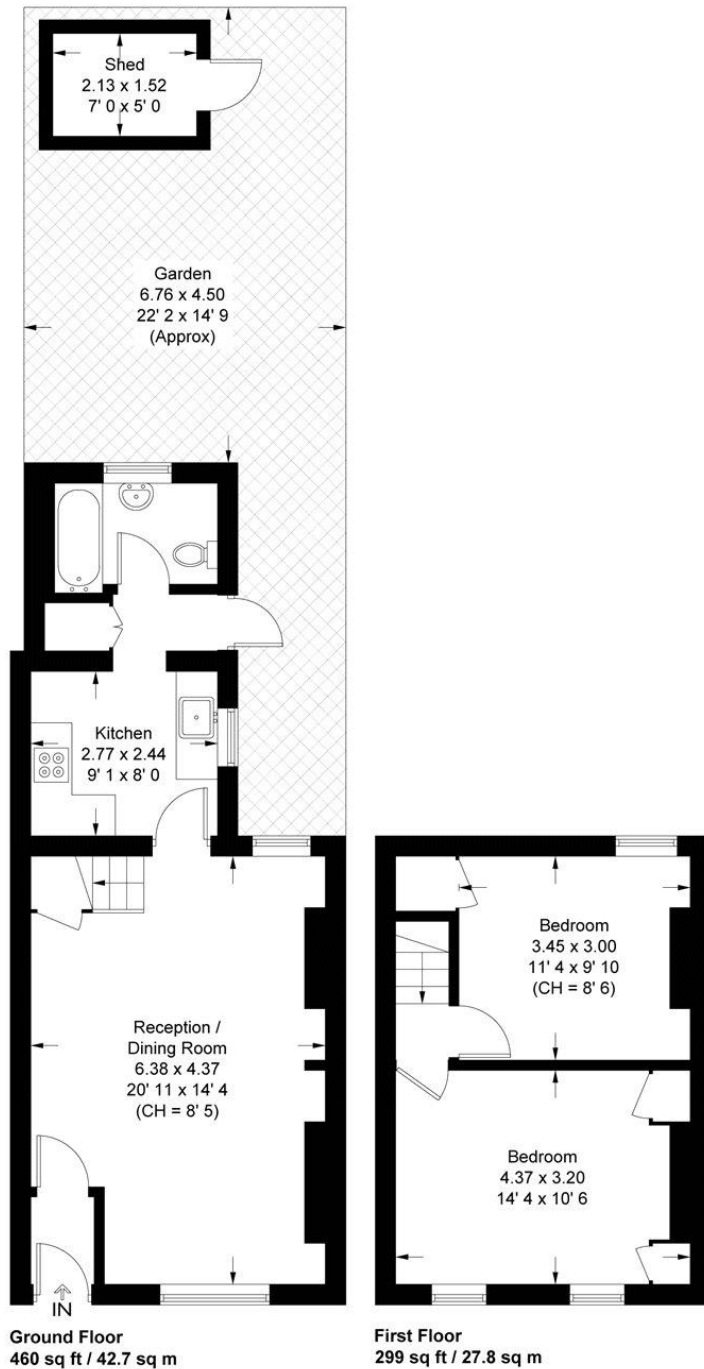 Shed
2.13 x 1.52
7' 0 x 5' 0
Garden
6.76 x 4.50
22' 2 x 14' 9
(Approx)
Kitchen
2.77 x 2.44
9' 1 x 8' 0
Reception /
Dining Room
6.38 x 4.37
20' 11 x 14' 4
(CH = 8' 5)
IN
Ground Floor
460 sq ft / 42.7 sq m
Bedroom
3.45 x 3.00
11' 4 x 9' 10
(CH = 8' 6)
Bedroom
4.37 x 3.20
14' 4 x 10' 6
First Floor
299 sq ft / 27.8 sq m